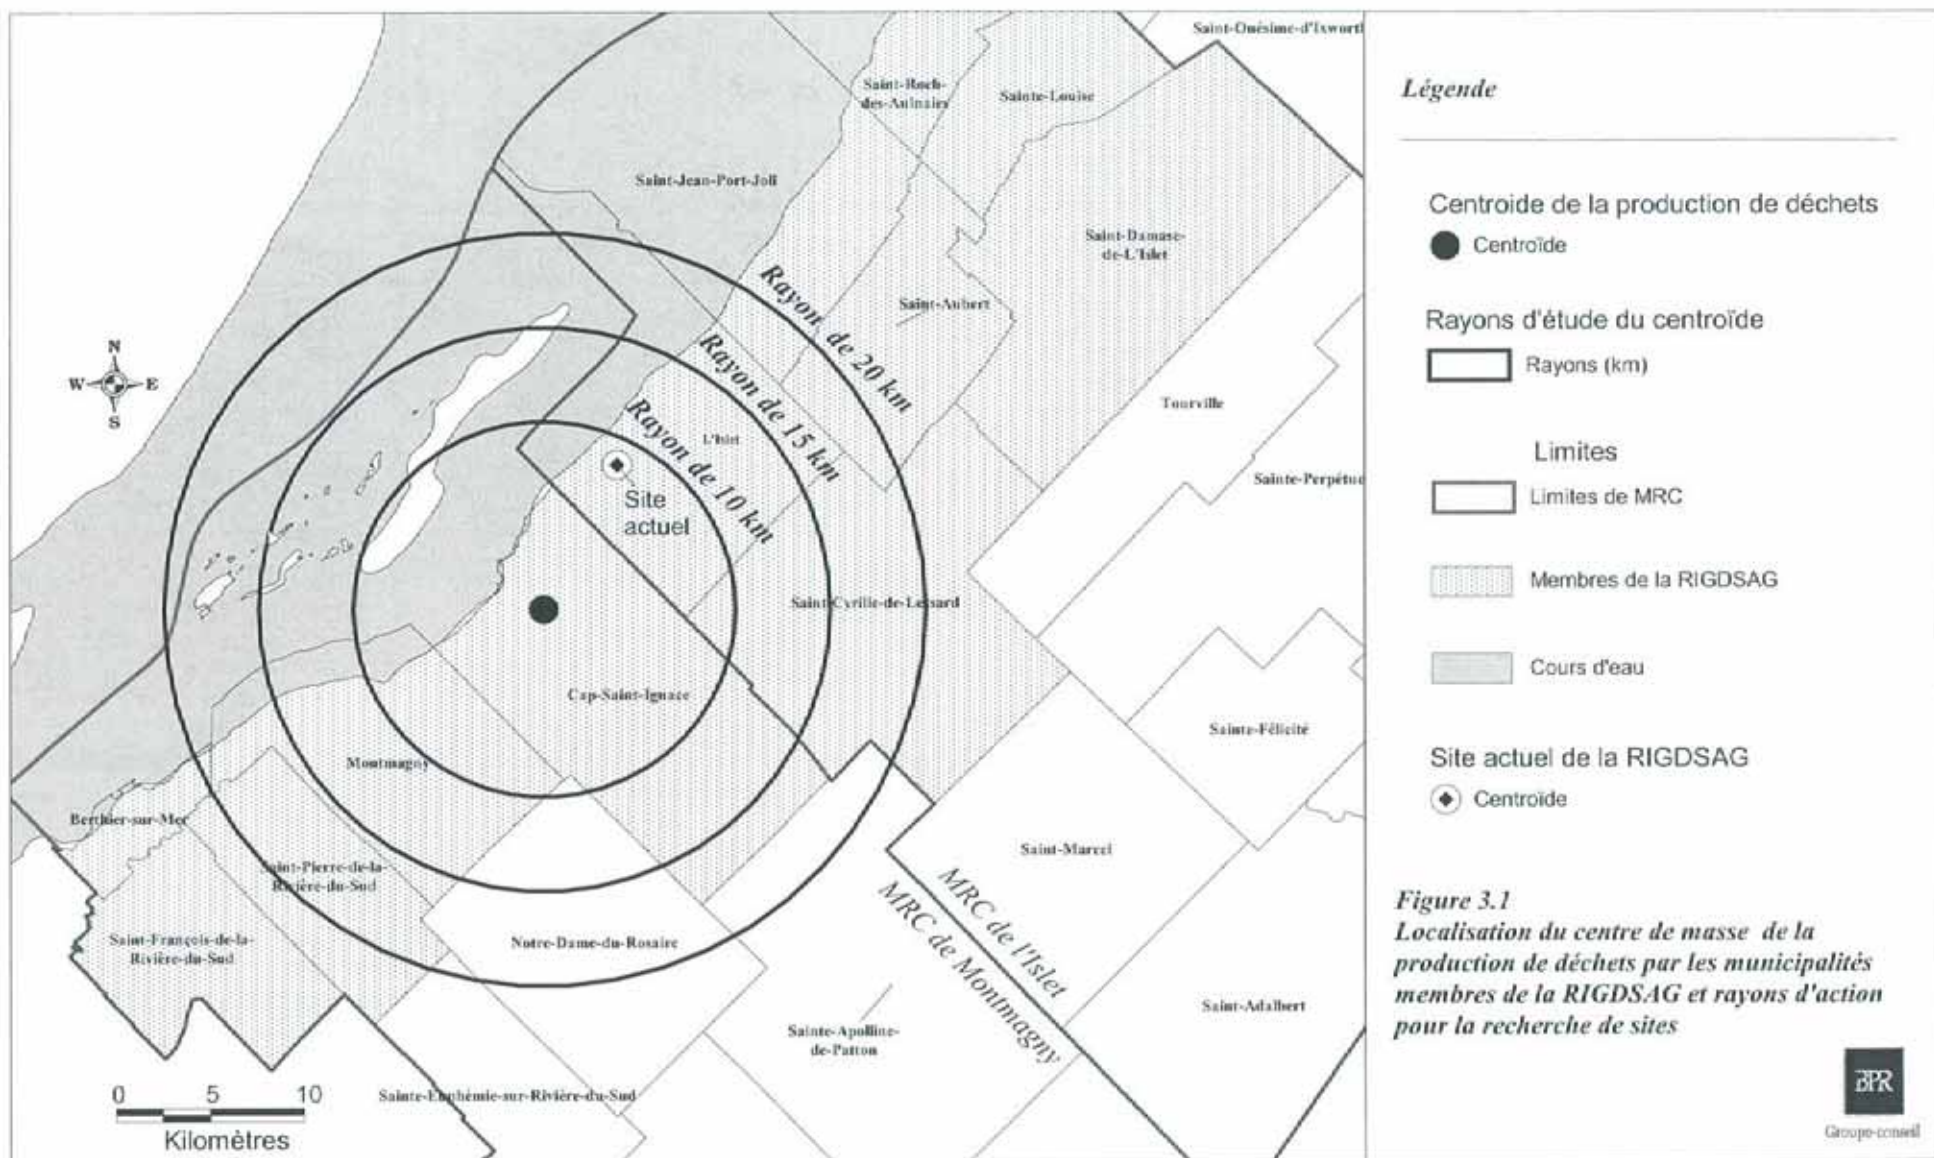 Saint-Onésime-d'Ixworth
Saint-Roch-
des-Aulnaies
Sainte-Louise
Saint-Jean-Port-Joli
Saint-Damase-
de-L'Islet
Saint-Aubert
Rayon de 20 km
Rayon de 15 km
Rayon de 10 km
N
W
E
S
Tourville
L'Islet
Sainte-Perpétue
Site
actuel
Saint-Cyrille-de-Lessard
Cap-Saint-Ignace
Sainte-Félicité
Montmagny
Berthier-sur-Mer
Saint-Pierre-de-la-
Rivière-du-Sud
Saint-Marcel
MRC de l'Islet
MRC de Montmagny
Saint-François-de-la-
Rivière-du-Sud
Notre-Dame-du-Rosaire
Saint-Adalbert
Sainte-Apolline-
de-Patton
Sainte-Euphémie-sur-Rivière-du-Sud
0 5 10
Kilomètres
Légende
Centroide de la production de déchets
Centroïde
Rayons d'étude du centroïde
Rayons (km)
Limites
Limites de MRC
Membres de la RIGDSAG
Cours d'eau
Site actuel de la RIGDSAG
Centroïde
Figure 3.1
Localisation du centre de masse de la
production de déchets par les municipalités
membres de la RIGDSAG et rayons d'action
pour la recherche de sites
BPR
Groupe-conseil